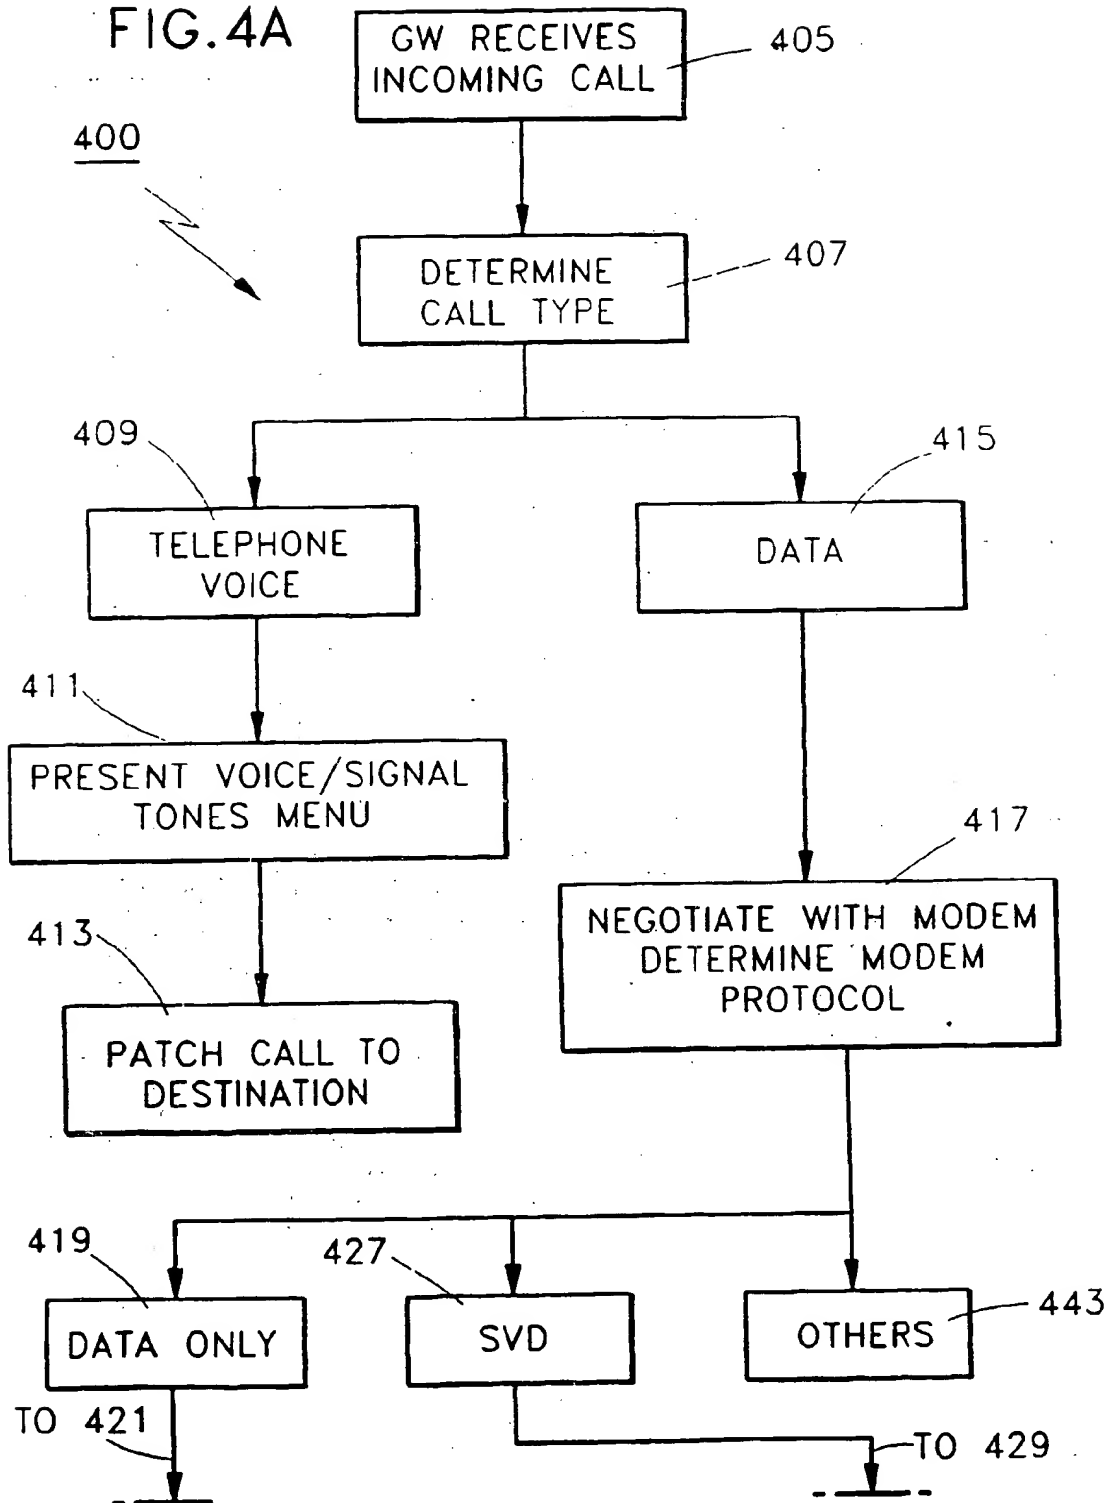 FIG.4A
GW RECEIVES
INCOMING CALL
405
400
DETERMINE
CALL TYPE
407
409
TELEPHONE
VOICE
415
DATA
411
PRESENT VOICE/SIGNAL
TONES MENU
417
NEGOTIATE WITH MODEM
DETERMINE MODEM
PROTOCOL
413
PATCH CALL TO
DESTINATION
419
DATA ONLY
427
SVD
443
OTHERS
TO 421
TO 429